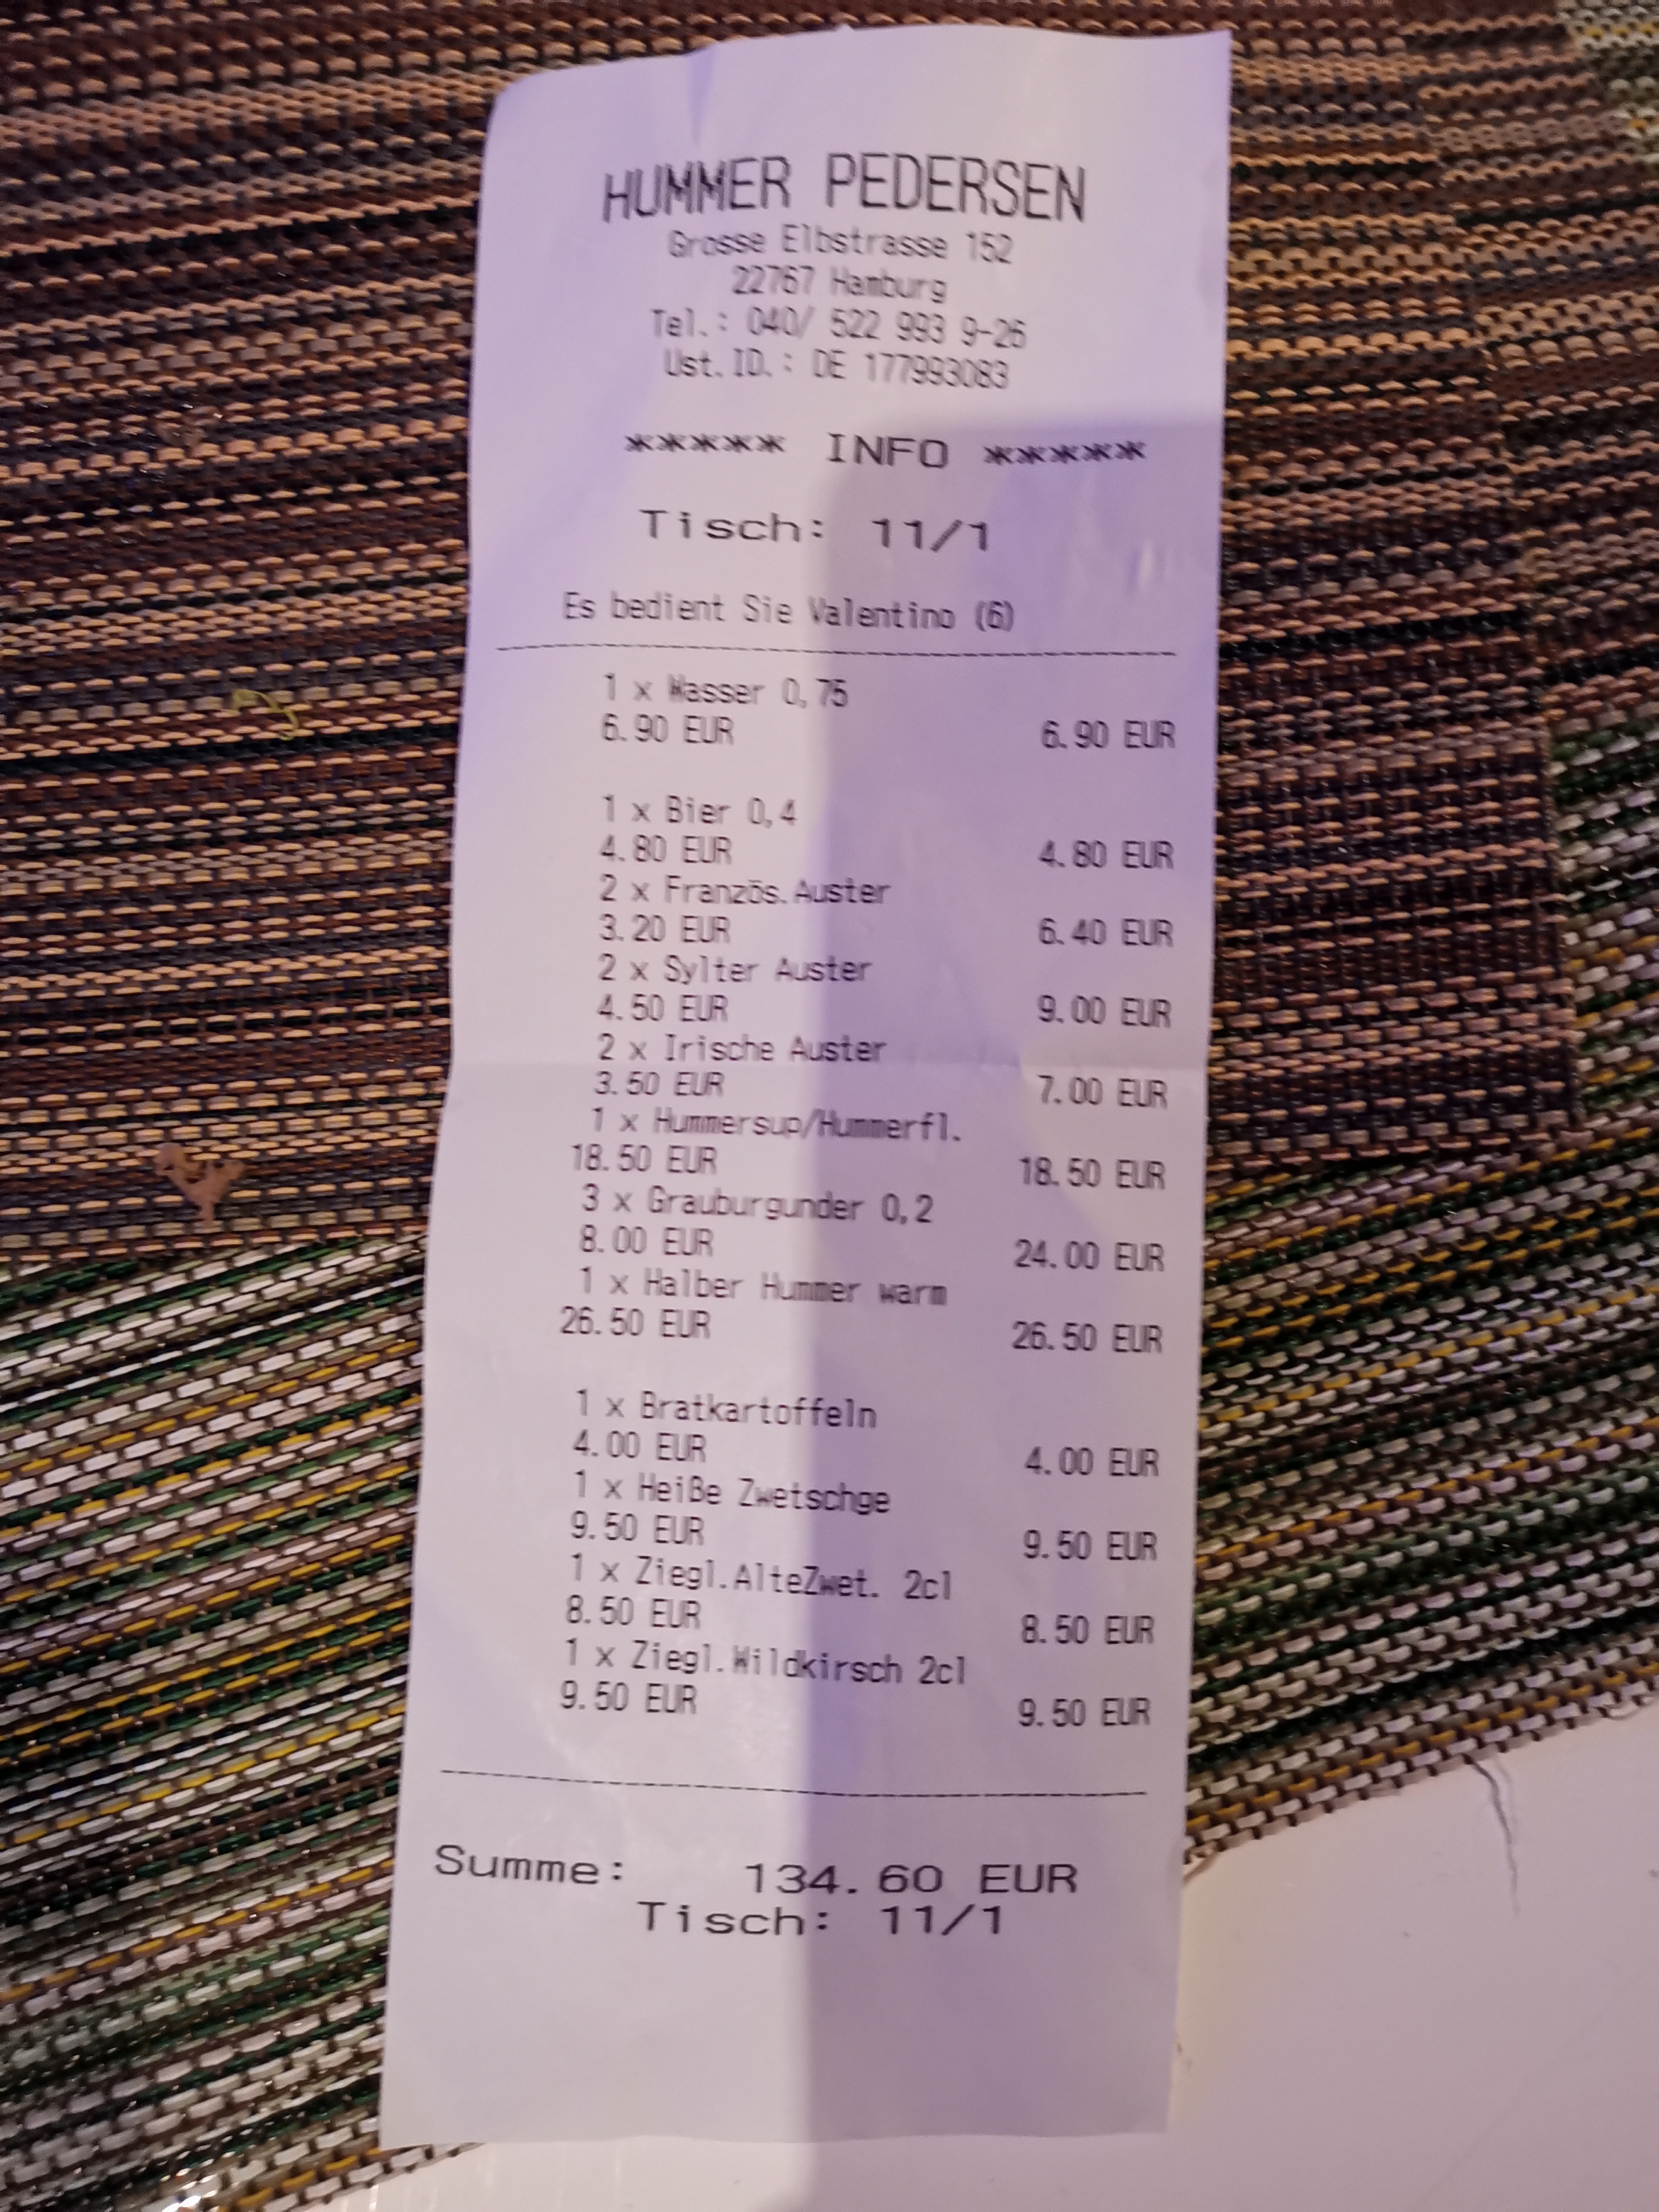 HUMMER PEDERSEN
Grosse Elbstrasse 152
22767 Hamburg
Tel.: 040/ 522 993 9-26
Ust.ID.: DE 177993083
***** INFO *****
Tisch: 11/1
Es bedient Sie Valentino (6)
1 x Wasser 0,75
6.90 EUR 6.90 EUR
1 x Bier 0,4
4.80 EUR 4.80 EUR
2 x Französ.Auster
3.20 EUR 6.40 EUR
2 x Sylter Auster
4.50 EUR 9.00 EUR
2 x Irische Auster
3.50 EUR 7.00 EUR
1 x Hummersup/Hummerfl.
18.50 EUR 18.50 EUR
3 x Grauburgunder 0,2
8.00 EUR 24.00 EUR
1 x Halber Hummer warm
26.50 EUR 26.50 EUR
1 x Bratkartoffeln
4.00 EUR 4.00 EUR
1 x Heiße Zwetschge
9.50 EUR 9.50 EUR
1 x Ziegl.AlteZwet. 2cl
8.50 EUR 8.50 EUR
1 x Ziegl.Wildkirsch 2cl
9.50 EUR 9.50 EUR
Summe: 134.60 EUR
Tisch: 11/1